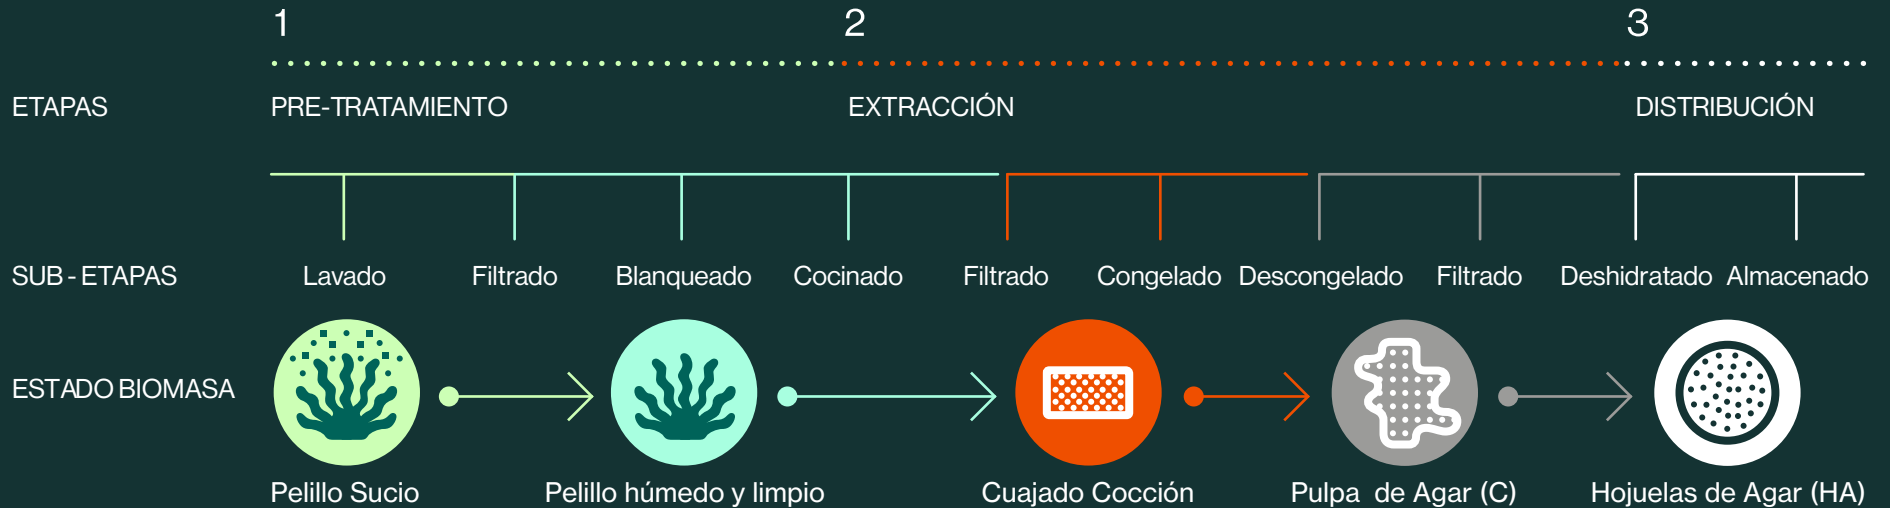 1 2 3
ETAPAS PRE-TRATAMIENTO EXTRACCIÓN DISTRIBUCIÓN
SUB - ETAPAS Lavado Filtrado Blanqueado Cocinado Filtrado Congelado Descongelado Filtrado Deshidratado Almacenado
ESTADO BIOMASA
Pelillo Sucio Pelillo húmedo y limpio Cuajado Cocción Pulpa de Agar (C) Hojuelas de Agar (HA)